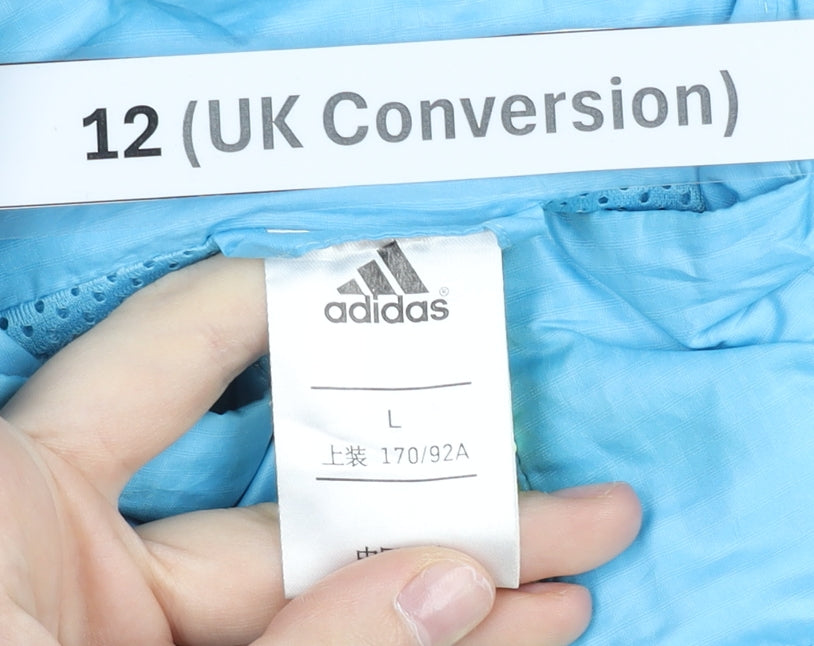 12 (UK Conversion)
adidas®
L
上装 170/92A